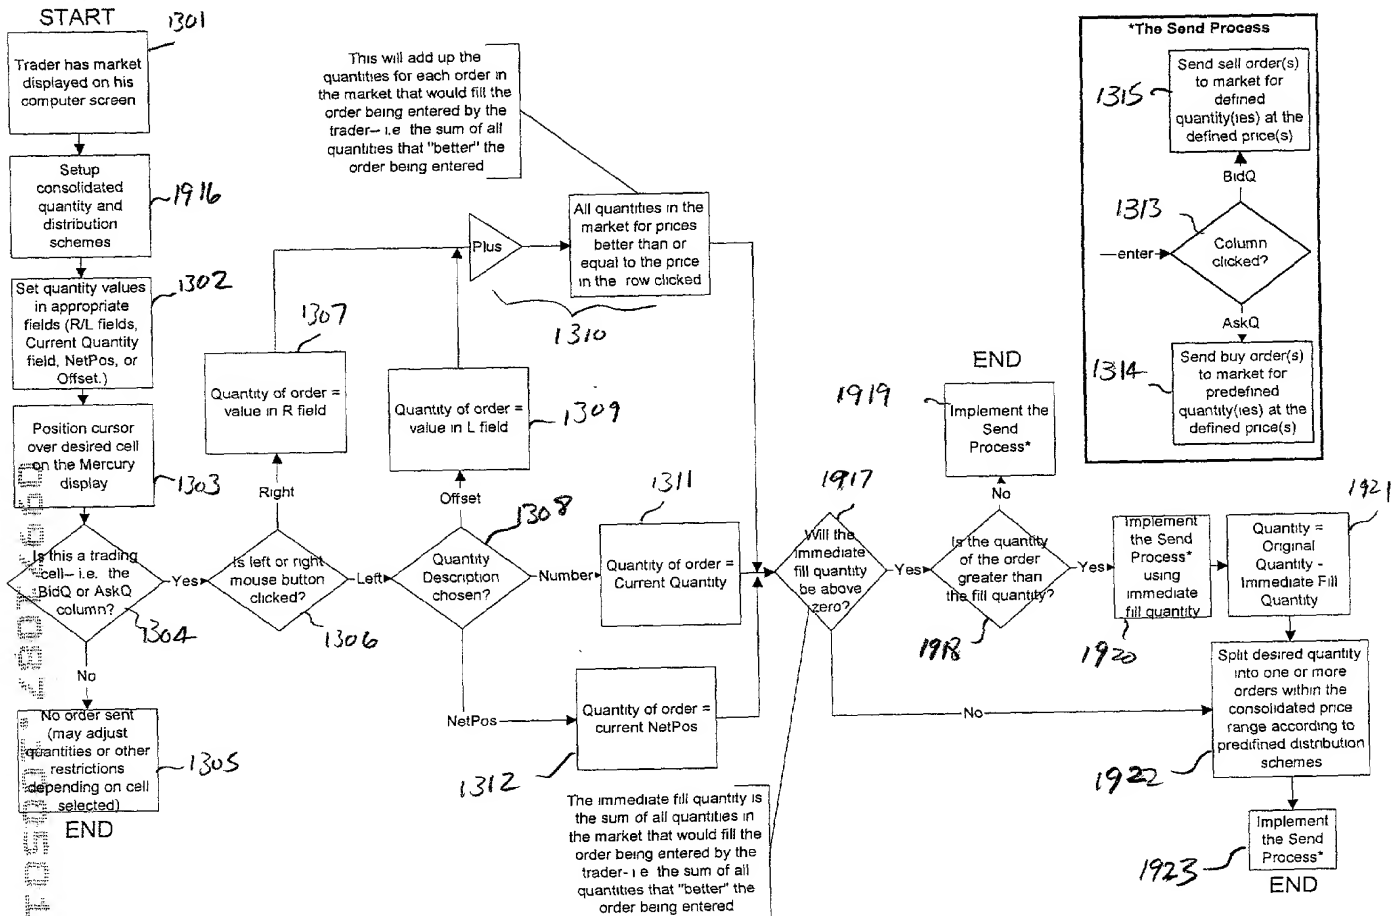 START
1301
Trader has market
displayed on his
computer screen
Setup
consolidated
quantity and
distribution
schemes
1916
Set quantity values
in appropriate
fields (R/L fields,
Current Quantity
field, NetPos, or
Offset.)
1302
Position cursor
over desired cell
on the Mercury
display
1303
Is this a trading
cell– i.e. the
BidQ or AskQ
column?
1304
Yes
No
No order sent
(may adjust
quantities or other
restrictions
depending on cell
selected)
1305
END
Is left or right
mouse button
clicked?
1306
Right
Left
Quantity of order =
value in R field
1307
This will add up the
quantities for each order in
the market that would fill the
order being entered by the
trader– i.e the sum of all
quantities that "better" the
order being entered
Plus
All quantities in the
market for prices
better than or
equal to the price
in the row clicked
1310
Quantity of order =
value in L field
1309
Offset
Quantity
Description
chosen?
1308
Number
NetPos
Quantity of order =
Current Quantity
1311
Quantity of order =
current NetPos
1312
Will the
immediate
fill quantity
be above
zero?
1917
Yes
No
The immediate fill quantity is
the sum of all quantities in
the market that would fill the
order being entered by the
trader- i e the sum of all
quantities that "better" the
order being entered
Is the quantity
of the order
greater than
the fill quantity?
1918
No
Yes
END
Implement the
Send
Process*
1919
Implement
the Send
Process*
using
immediate
fill quantity
1920
Quantity =
Original
Quantity -
Immediate Fill
Quantity
1921
Split desired quantity
into one or more
orders within the
consolidated price
range according to
predifined distribution
schemes
1922
Implement
the Send
Process*
1923
END
*The Send Process
Send sell order(s)
to market for
defined
quantity(ies) at the
defined price(s)
1315
BidQ
enter
Column
clicked?
1313
AskQ
Send buy order(s)
to market for
predefined
quantity(ies) at the
defined price(s)
1314